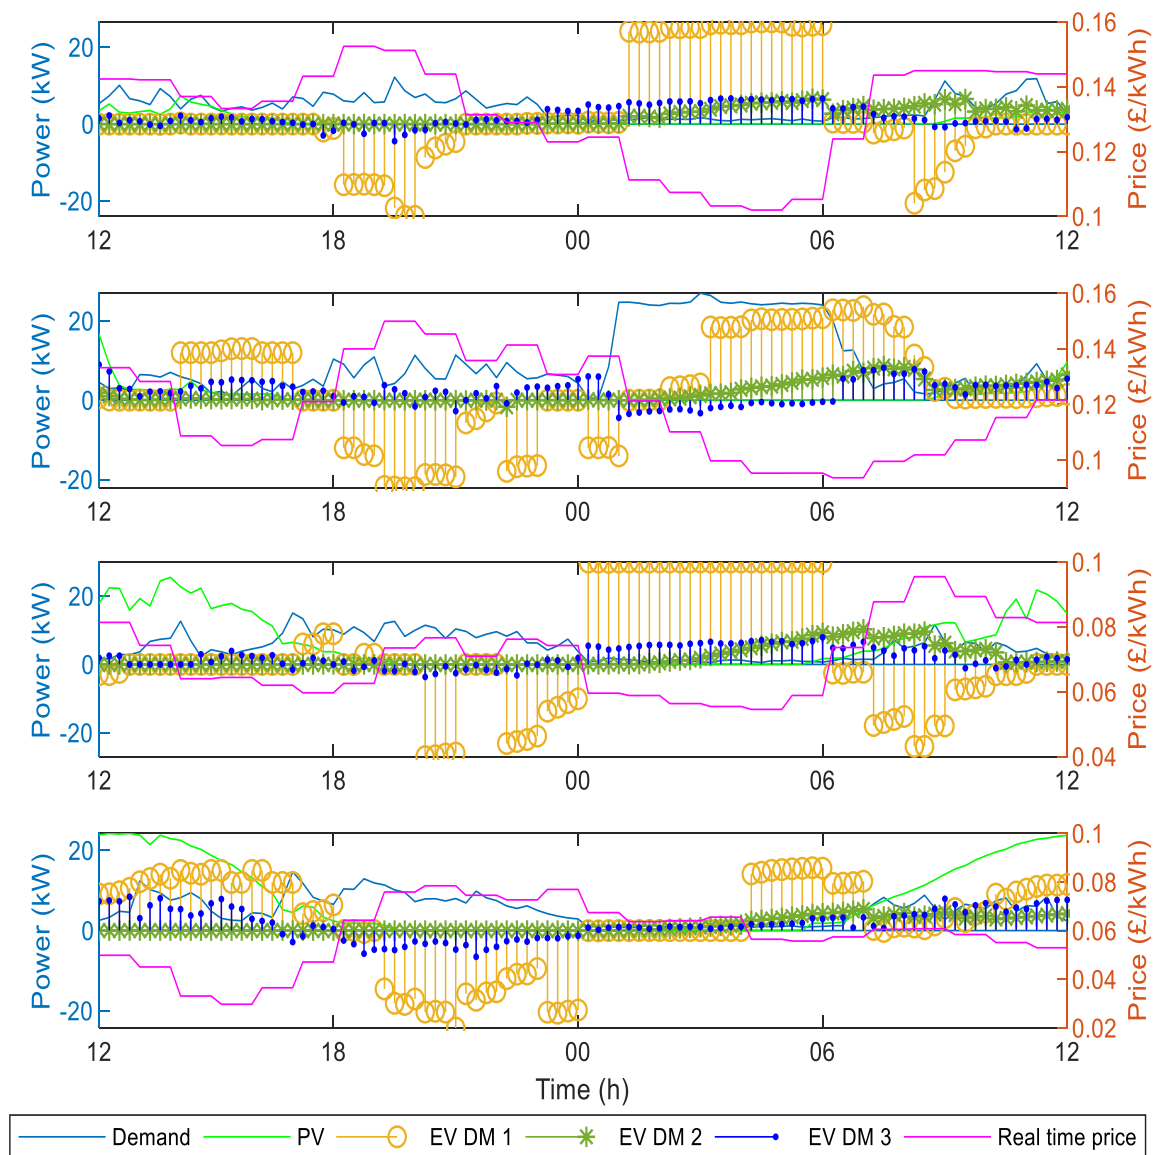 Power (kW)
20
0
-20
0.16
0.14
0.12
0.1
Price (£/kWh)
12 18 00 06 12
Power (kW)
20
0
-20
0.16
0.14
0.12
0.1
Price (£/kWh)
12 18 00 06 12
Power (kW)
20
0
-20
0.1
0.08
0.06
0.04
Price (£/kWh)
12 18 00 06 12
Power (kW)
20
0
-20
0.1
0.08
0.06
0.04
0.02
Price (£/kWh)
12 18 00 06 12
Time (h)
Demand PV EV DM 1 EV DM 2 EV DM 3 Real time price